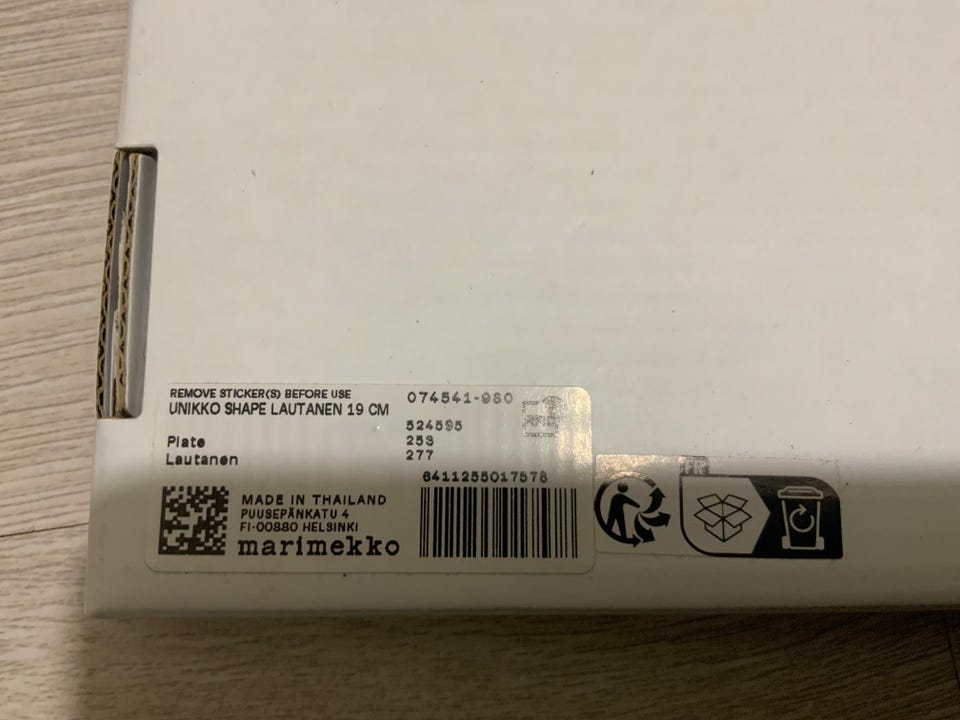 REMOVE STICKER(S) BEFORE USE
UNIKKO SHAPE LAUTANEN 19 CM
074541-980
524595
Plate
253
Lautanen
277
6411255017578
MADE IN THAILAND
PUUSEPÄNKATU 4
FI-00880 HELSINKI
marimekko
FR